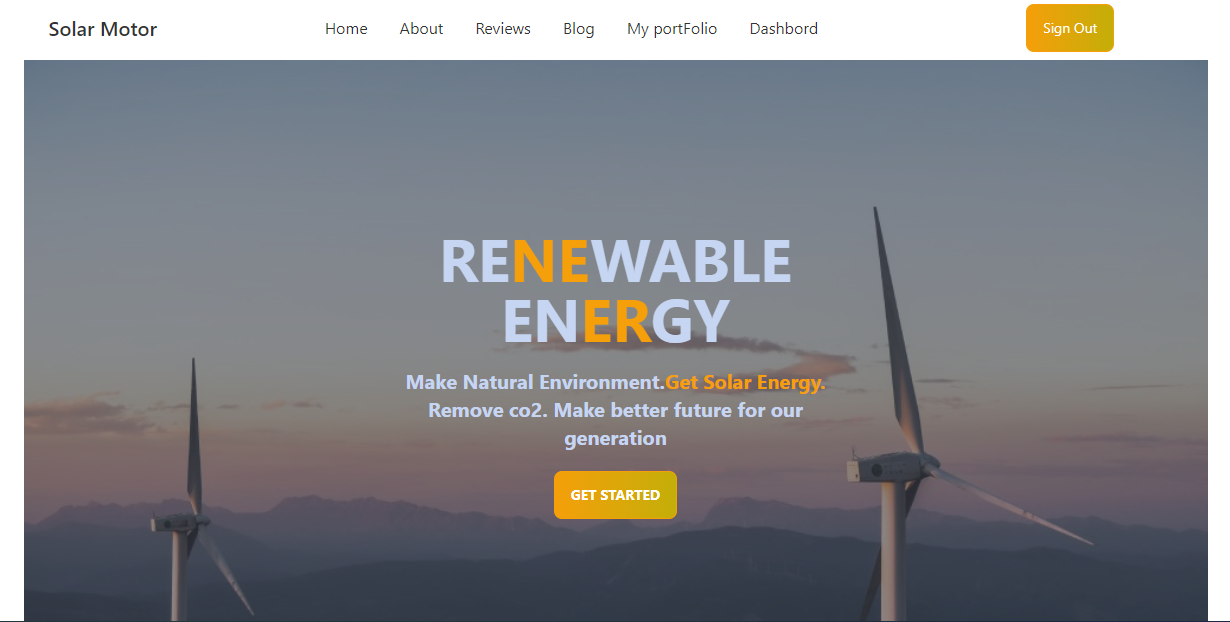 Solar Motor
Home About Reviews Blog My portFolio Dashbord
Sign Out
RENEWABLE
ENERGY
Make Natural Environment.Get Solar Energy.
Remove co2. Make better future for our
generation
GET STARTED